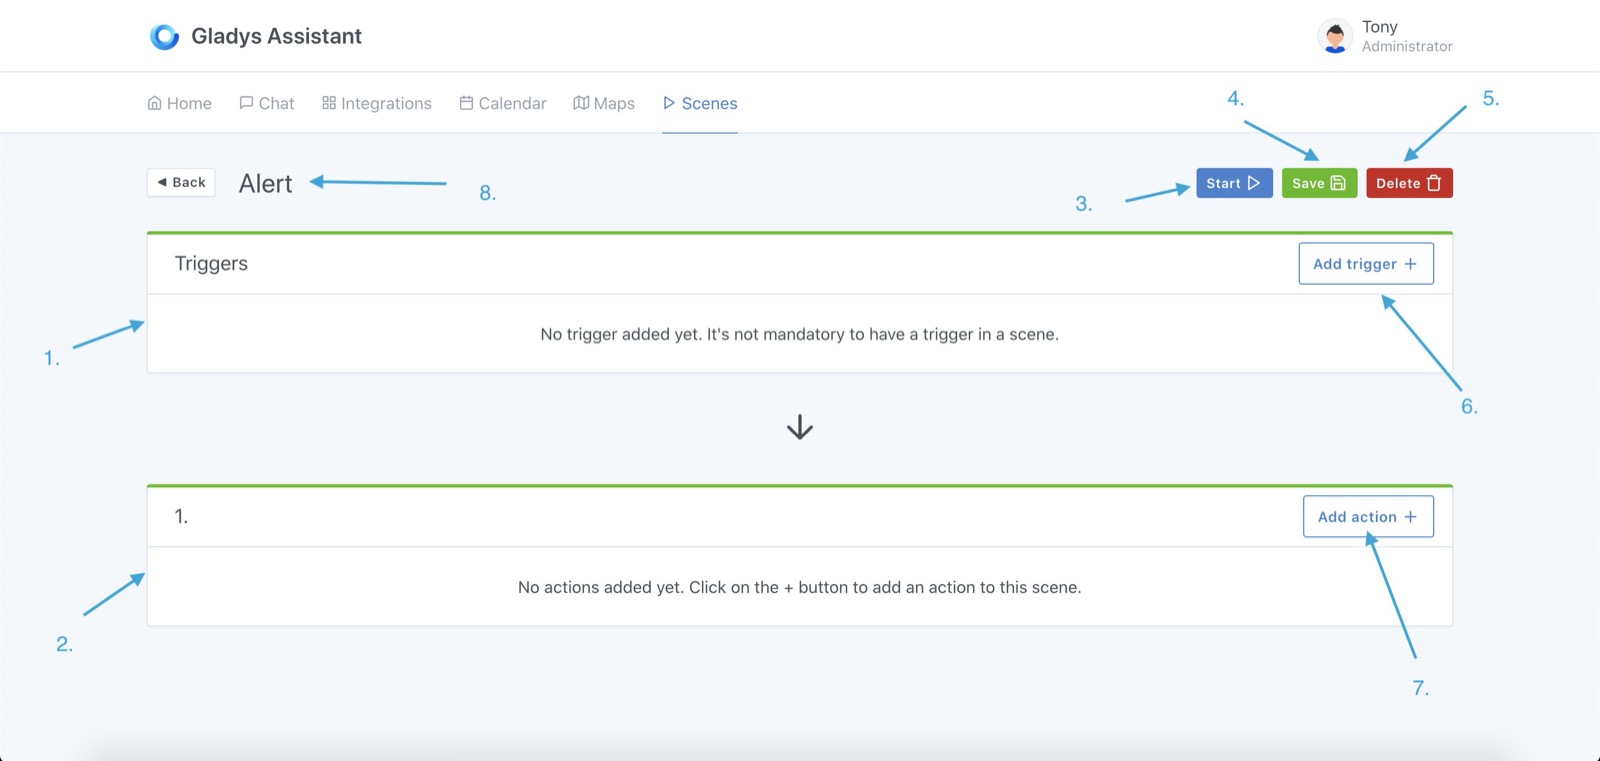 Gladys Assistant
Tony
Administrator
Home Chat Integrations Calendar Maps Scenes
4.
5.
Back Alert
8.
3.
Start Save Delete
Triggers
Add trigger +
No trigger added yet. It's not mandatory to have a trigger in a scene.
1.
6.
1.
Add action +
No actions added yet. Click on the + button to add an action to this scene.
2.
7.